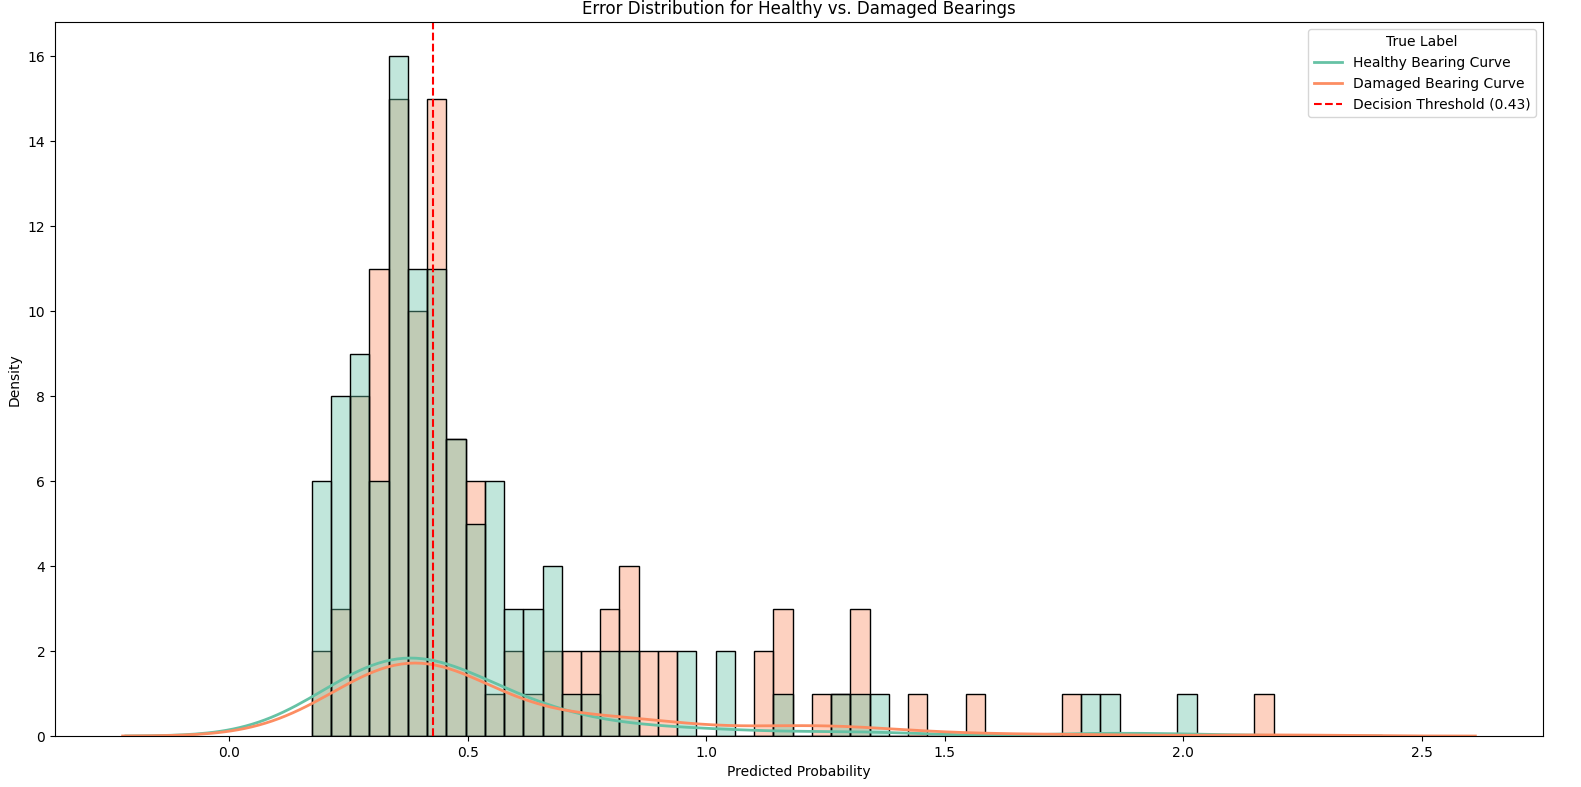 Error Distribution for Healthy vs. Damaged Bearings
True Label
Healthy Bearing Curve
Damaged Bearing Curve
Decision Threshold (0.43)
Density
16
14
12
10
8
6
4
2
0
0.0 0.5 1.0 1.5 2.0 2.5
Predicted Probability